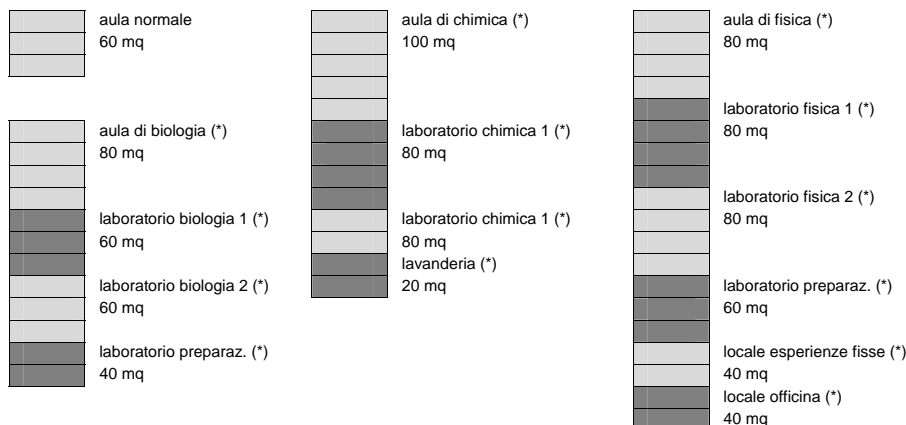 aula normale
60 mq
aula di biologia (*)
80 mq
laboratorio biologia 1 (*)
60 mq
laboratorio biologia 2 (*)
60 mq
laboratorio preparaz. (*)
40 mq
aula di chimica (*)
100 mq
laboratorio chimica 1 (*)
80 mq
laboratorio chimica 1 (*)
80 mq
lavanderia (*)
20 mq
aula di fisica (*)
80 mq
laboratorio fisica 1 (*)
80 mq
laboratorio fisica 2 (*)
80 mq
laboratorio preparaz. (*)
60 mq
locale esperienze fisse (*)
40 mq
locale officina (*)
40 mq